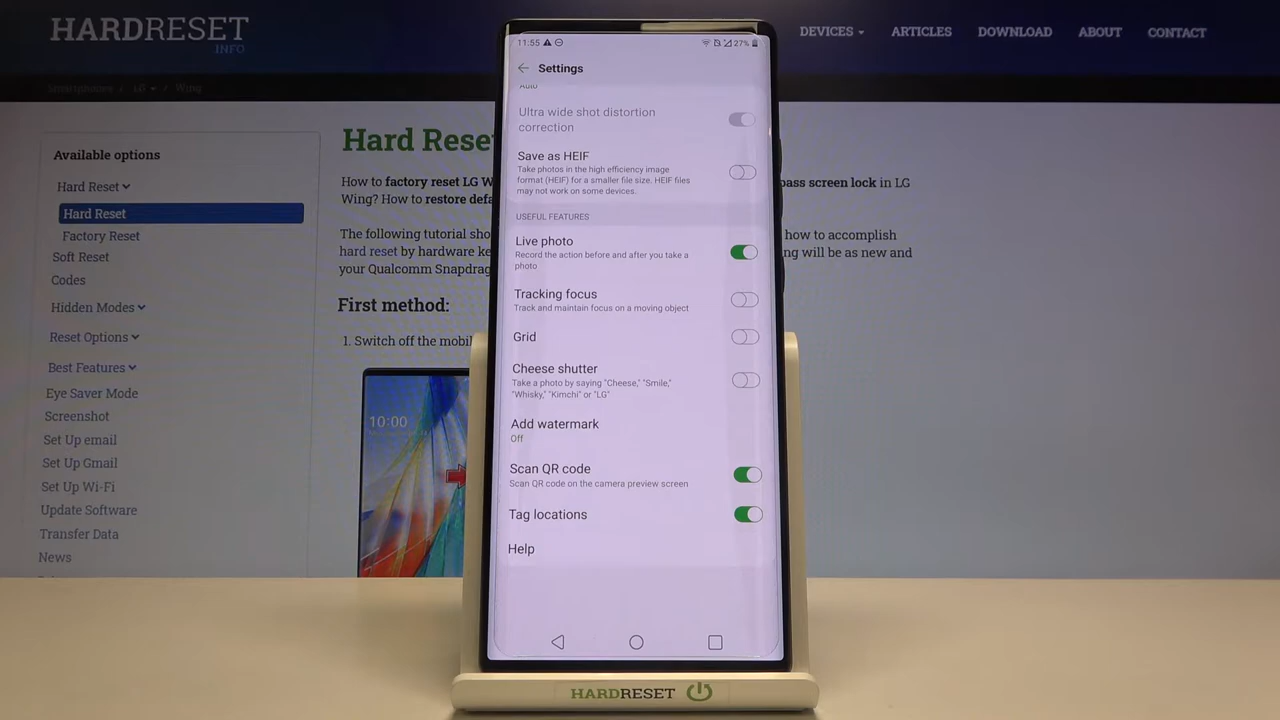 HARDRESET
INFO
DEVICES
ARTICLES
DOWNLOAD
ABOUT
CONTACT
Smartphones / LG / Wing
Available options
Hard Reset
Hard Reset
Factory Reset
Soft Reset
Codes
Hidden Modes
Reset Options
Best Features
Eye Saver Mode
Screenshot
Set Up email
Set Up Gmail
Set Up Wi-Fi
Update Software
Transfer Data
News
Hard Rese
How to factory reset LG W
pass screen lock in LG
Wing? How to restore defa
The following tutorial sho
how to accomplish
hard reset by hardware ke
ing will be as new and
your Qualcomm Snapdrag
First method:
1. Switch off the mobil
10:00
11:55
27%
Settings
Auto
Ultra wide shot distortion
correction
Save as HEIF
Take photos in the high efficiency image
format (HEIF) for a smaller file size. HEIF files
may not work on some devices.
USEFUL FEATURES
Live photo
Record the action before and after you take a
photo
Tracking focus
Track and maintain focus on a moving object
Grid
Cheese shutter
Take a photo by saying "Cheese," "Smile,"
"Whisky," "Kimchi" or "LG"
Add watermark
Off
Scan QR code
Scan QR code on the camera preview screen
Tag locations
Help
HARDRESET